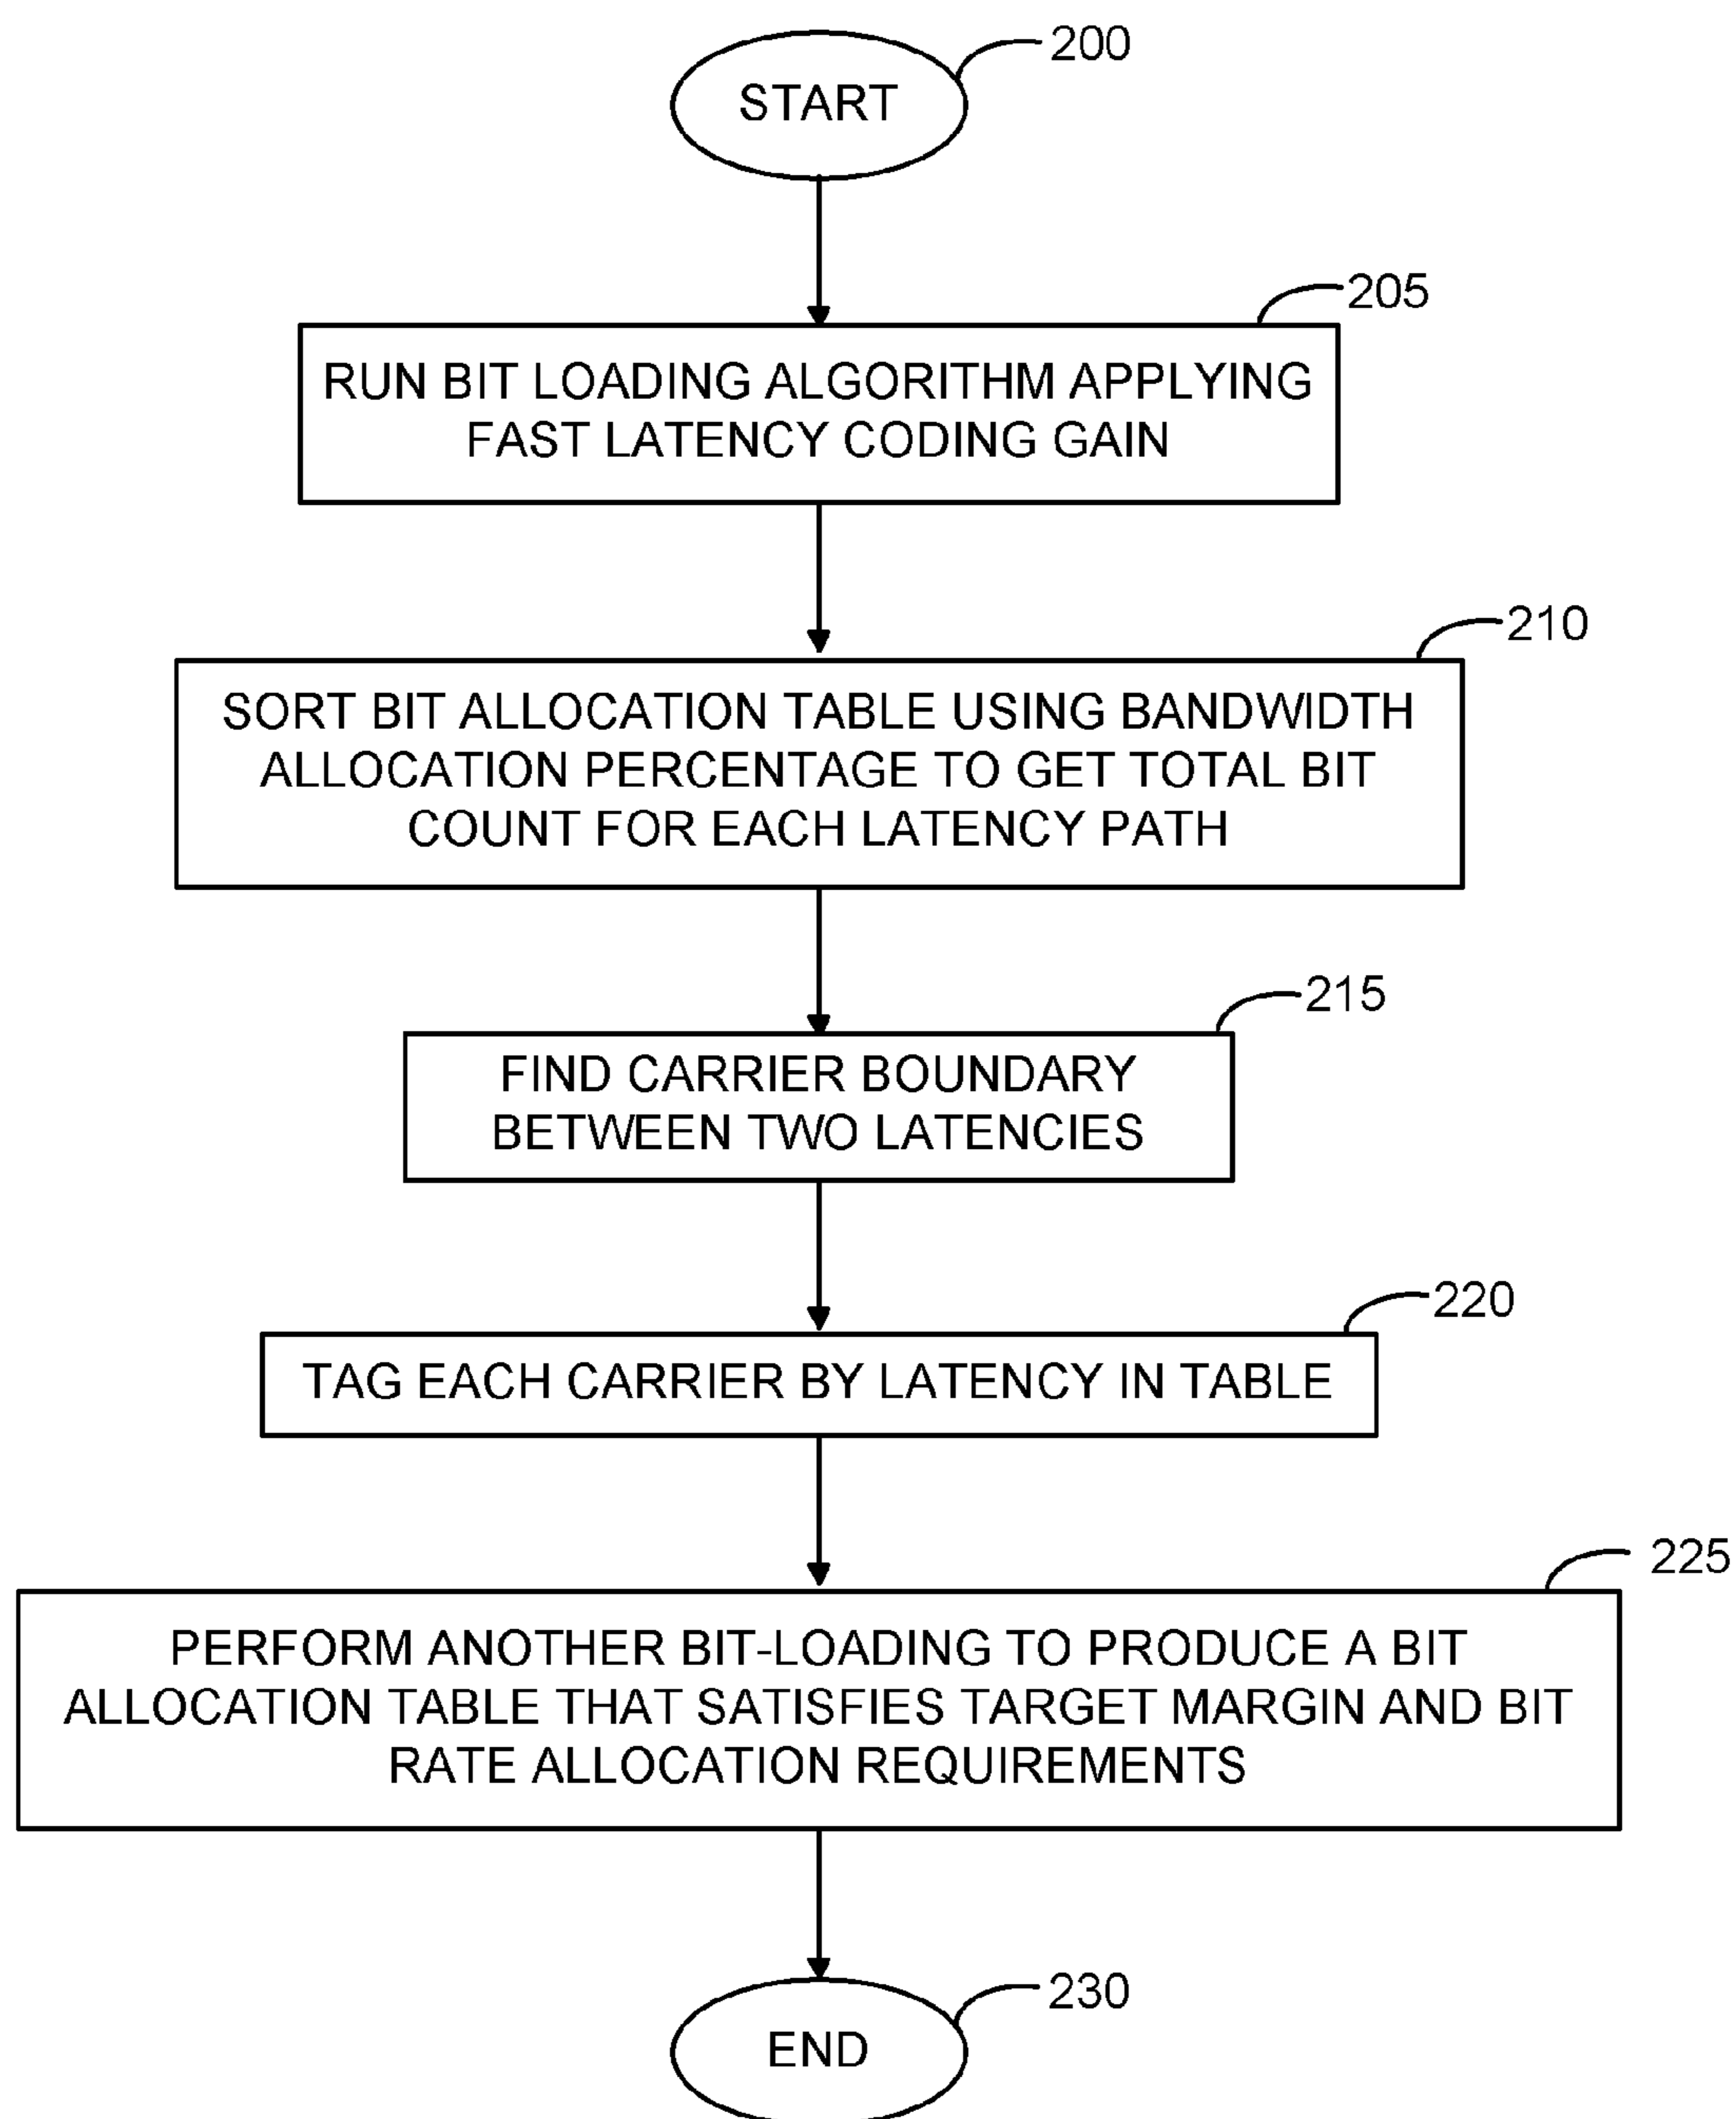 200
START
205
RUN BIT LOADING ALGORITHM APPLYING
FAST LATENCY CODING GAIN
210
SORT BIT ALLOCATION TABLE USING BANDWIDTH
ALLOCATION PERCENTAGE TO GET TOTAL BIT
COUNT FOR EACH LATENCY PATH
215
FIND CARRIER BOUNDARY
BETWEEN TWO LATENCIES
220
TAG EACH CARRIER BY LATENCY IN TABLE
225
PERFORM ANOTHER BIT-LOADING TO PRODUCE A BIT
ALLOCATION TABLE THAT SATISFIES TARGET MARGIN AND BIT
RATE ALLOCATION REQUIREMENTS
230
END